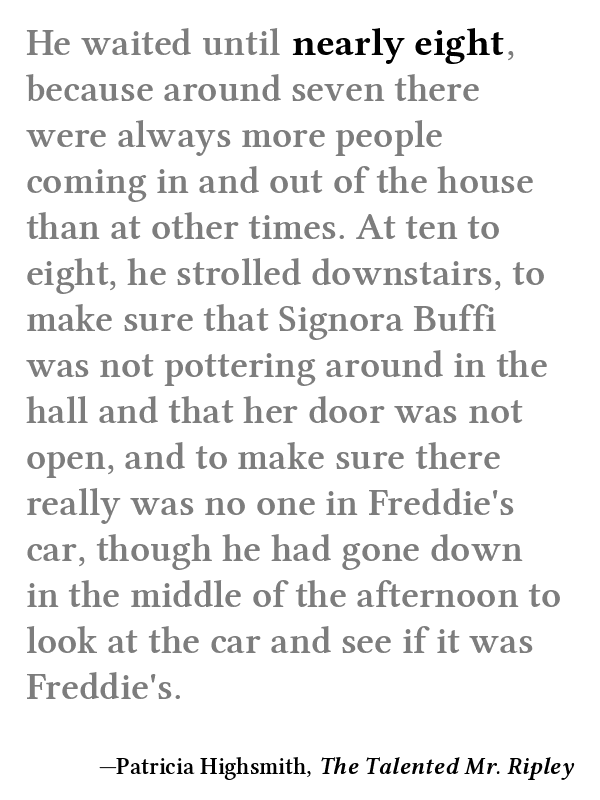 He waited until nearly eight,
because around seven there
were always more people
coming in and out of the house
than at other times. At ten to
eight, he strolled downstairs, to
make sure that Signora Buffi
was not pottering around in the
hall and that her door was not
open, and to make sure there
really was no one in Freddie's
car, though he had gone down
in the middle of the afternoon to
look at the car and see if it was
Freddie's.
—Patricia Highsmith, The Talented Mr. Ripley